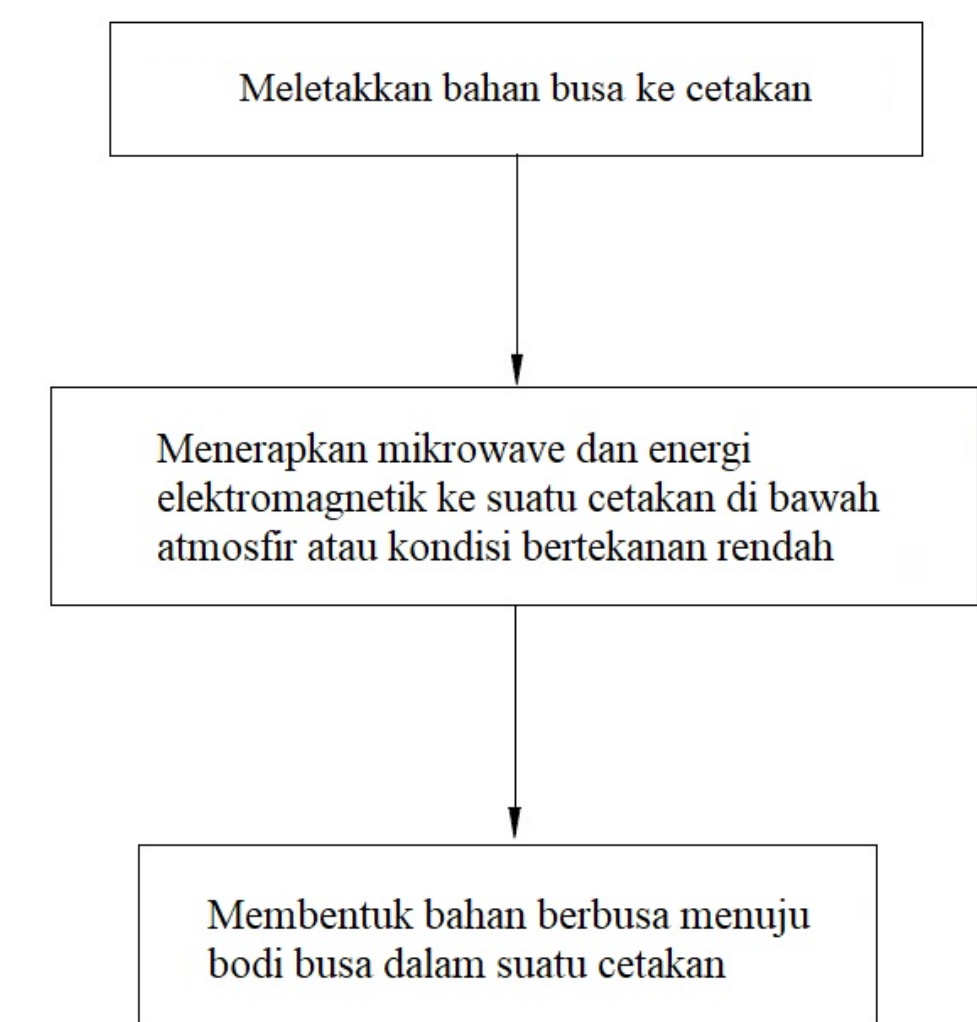 Meletakkan bahan busa ke cetakan
Menerapkan mikrowave dan energi
elektromagnetik ke suatu cetakan di bawah
atmosfir atau kondisi bertekanan rendah
Membentuk bahan berbusa menuju
bodi busa dalam suatu cetakan